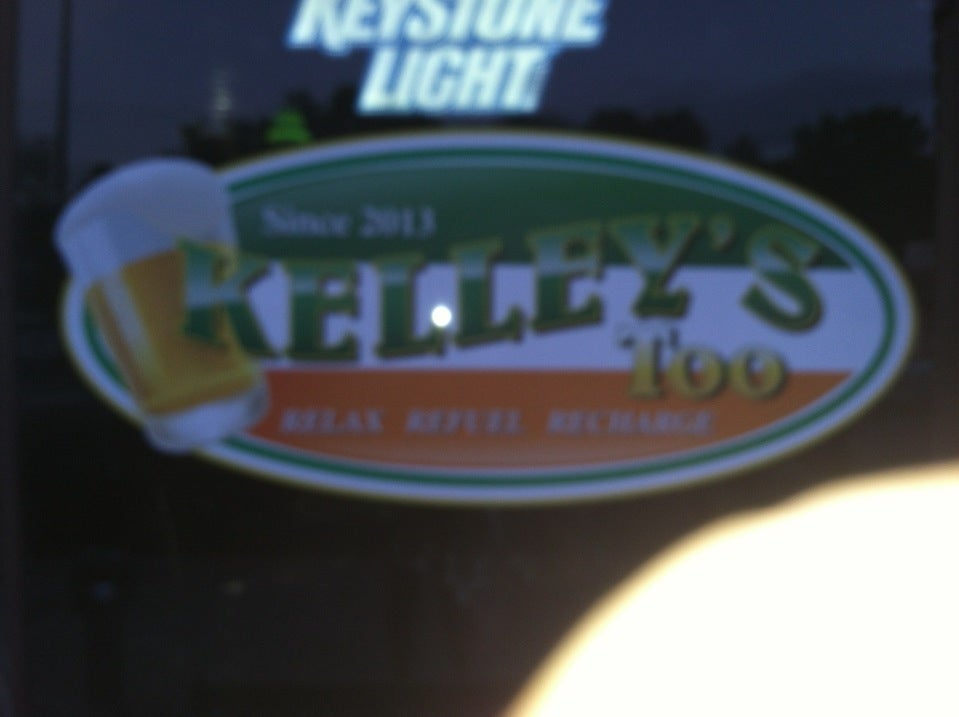 KEYSTONE
LIGHT
Since 2013
KELLEY'S
Too
RELAX REFUEL RECHARGE